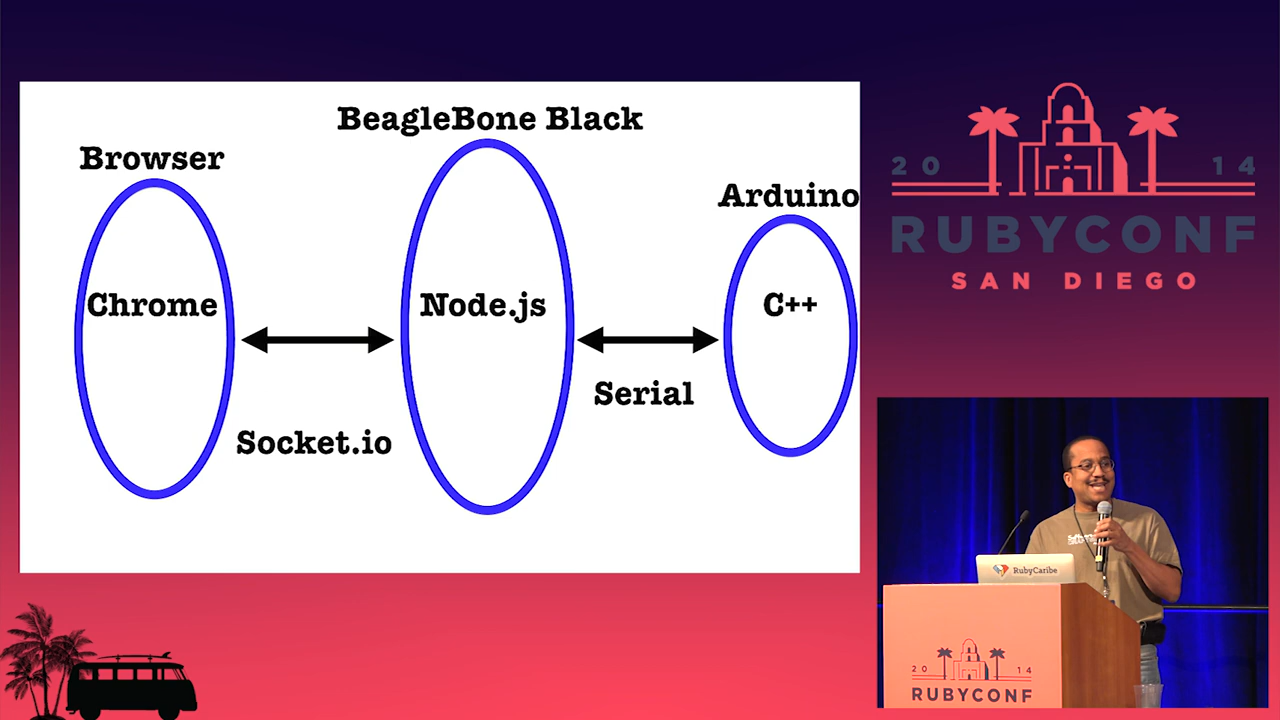 BeagleBone Black
Browser
Arduino
Chrome
Node.js
C++
Serial
Socket.io
20 14
RUBYCONF
SAN DIEGO
RubyCaribe
20 14
RUBYCONF